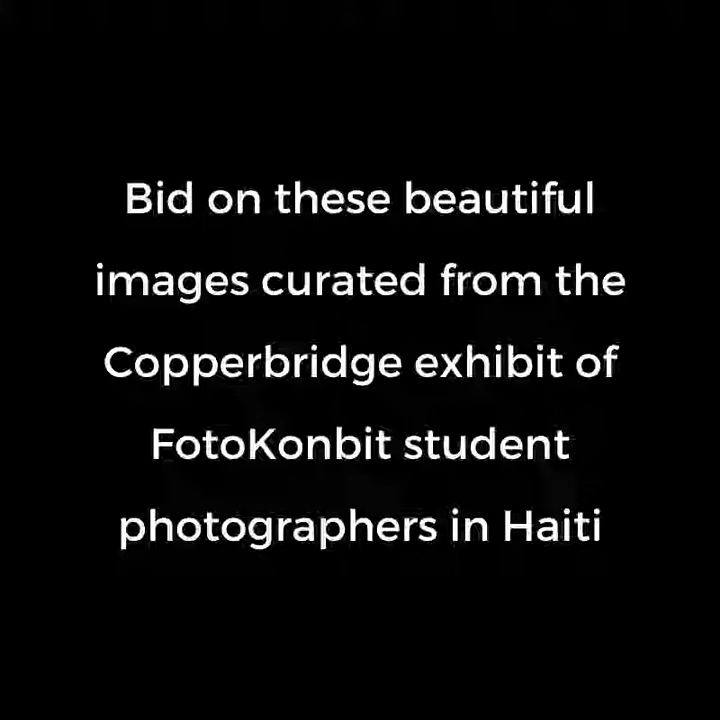 Bid on these beautiful
images curated from the
Copperbridge exhibit of
FotoKonbit student
photographers in Haiti